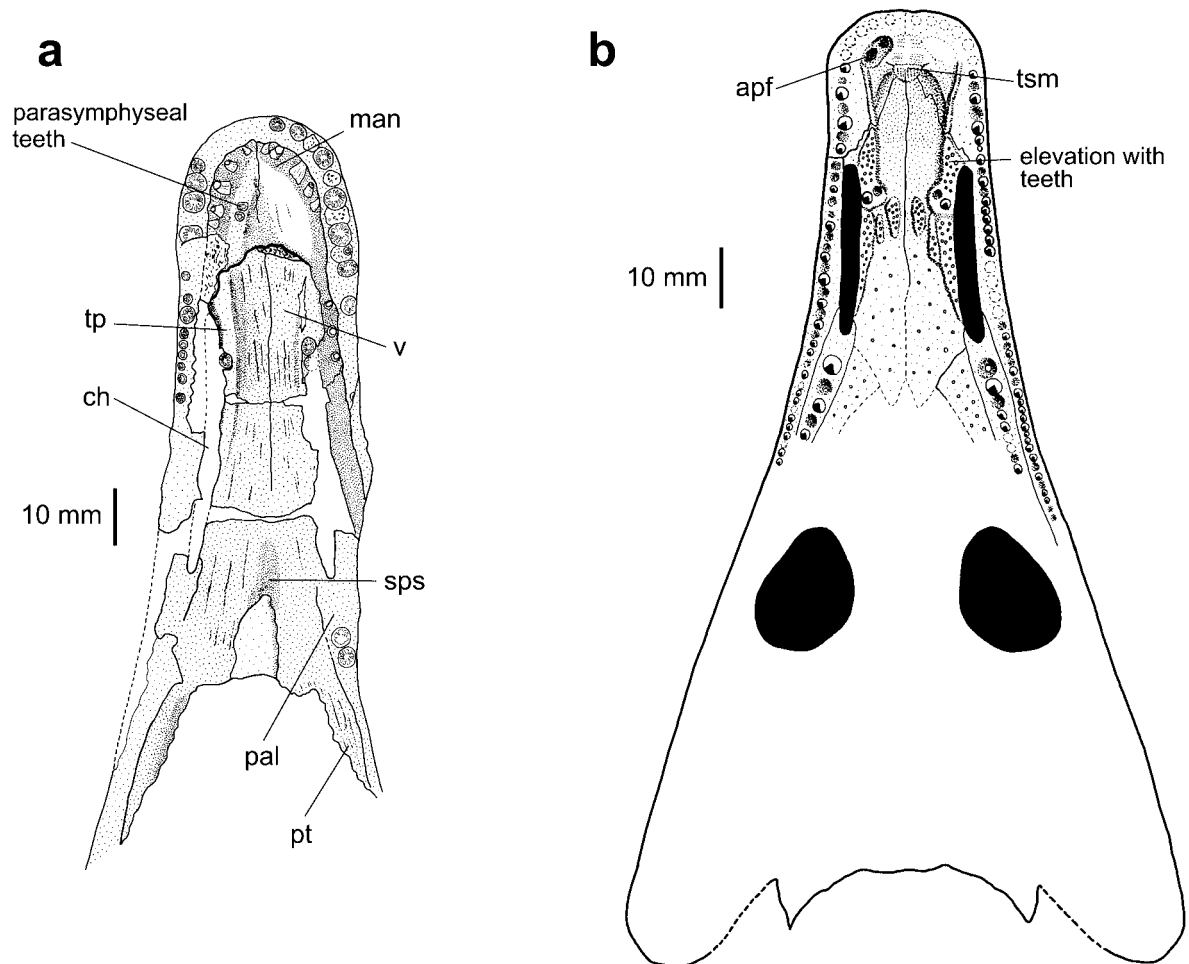 a
parasymphyseal
teeth
man
tp
v
ch
10 mm
sps
pal
pt
b
apf
tsm
elevation with
teeth
10 mm